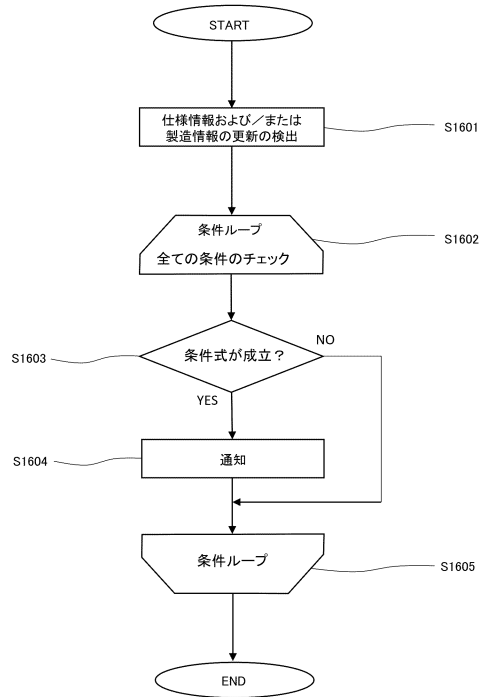 START
仕様情報および／または
製造情報の更新の検出
S1601
条件ループ
全ての条件のチェック
S1602
条件式が成立？
NO
S1603
YES
通知
S1604
条件ループ
S1605
END